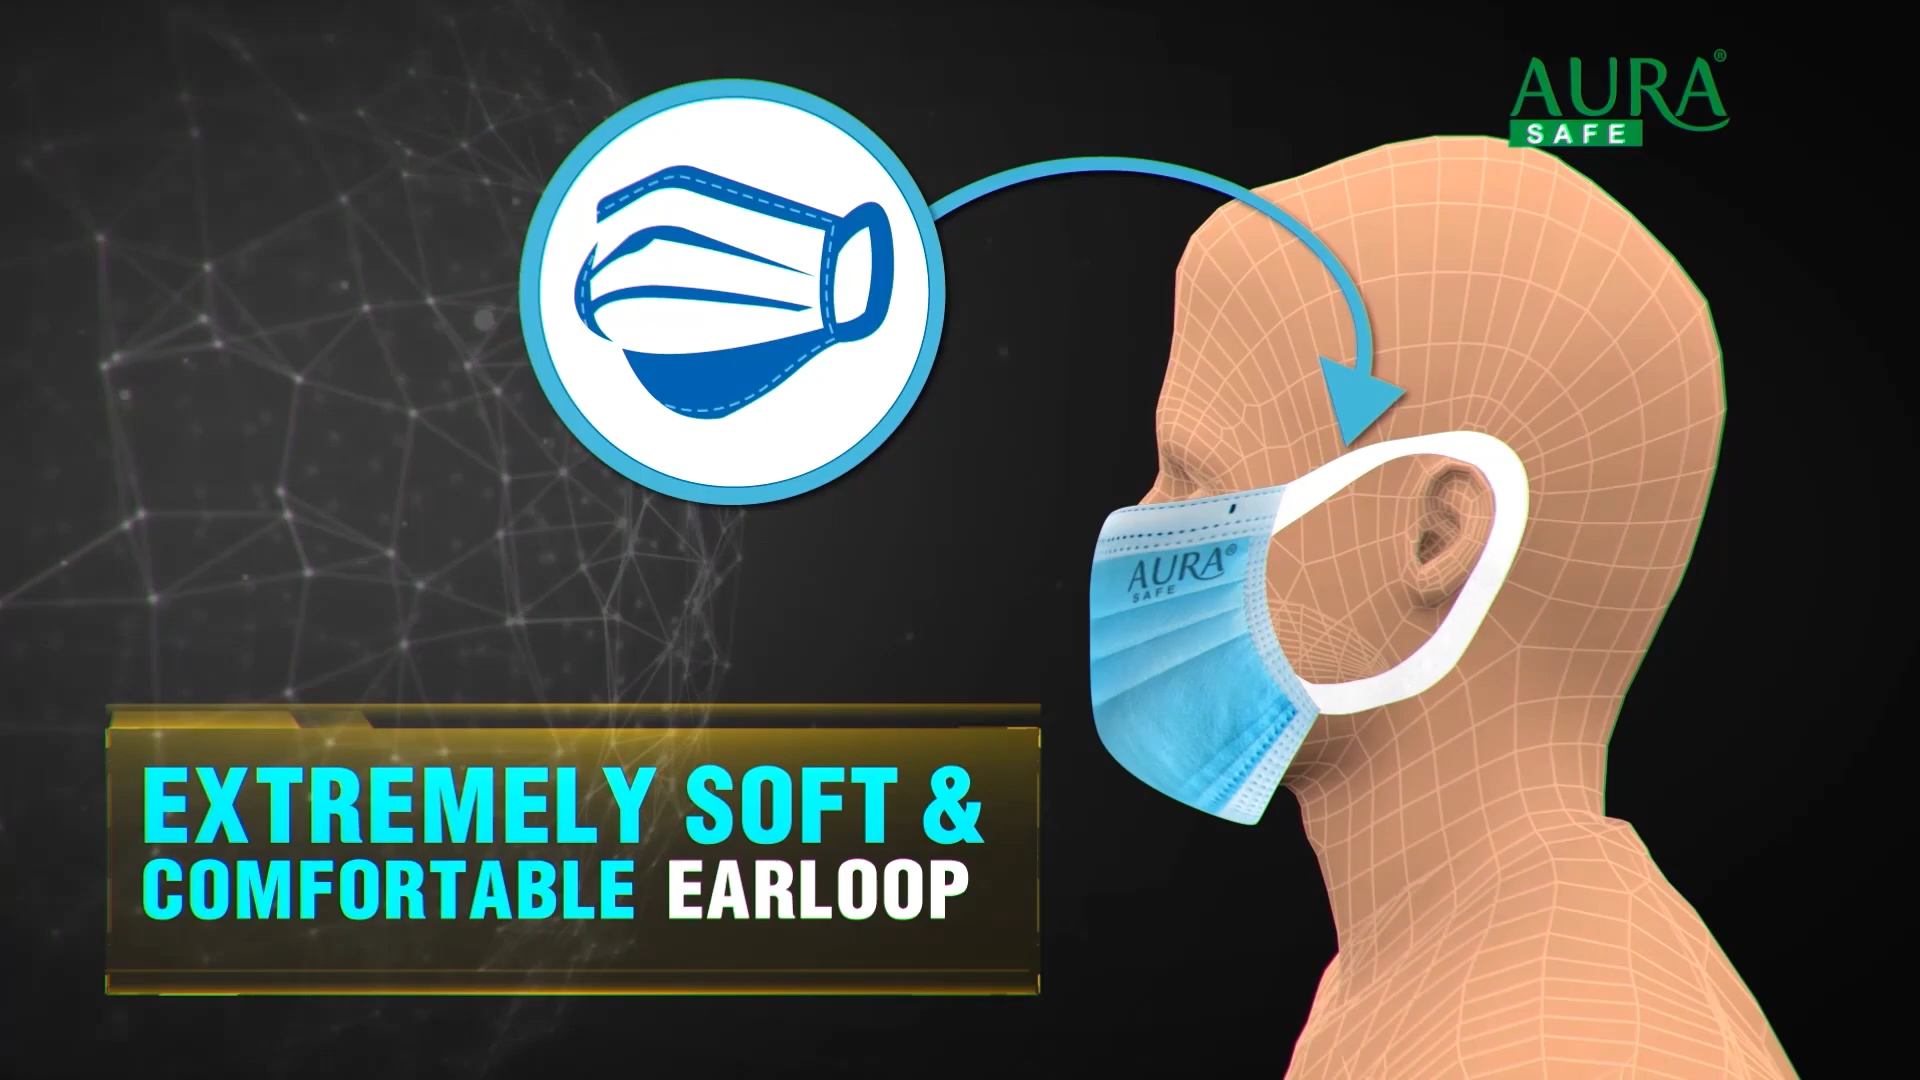 AURA®
SAFE
AURA®
SAFE
EXTREMELY SOFT &
COMFORTABLE EARLOOP